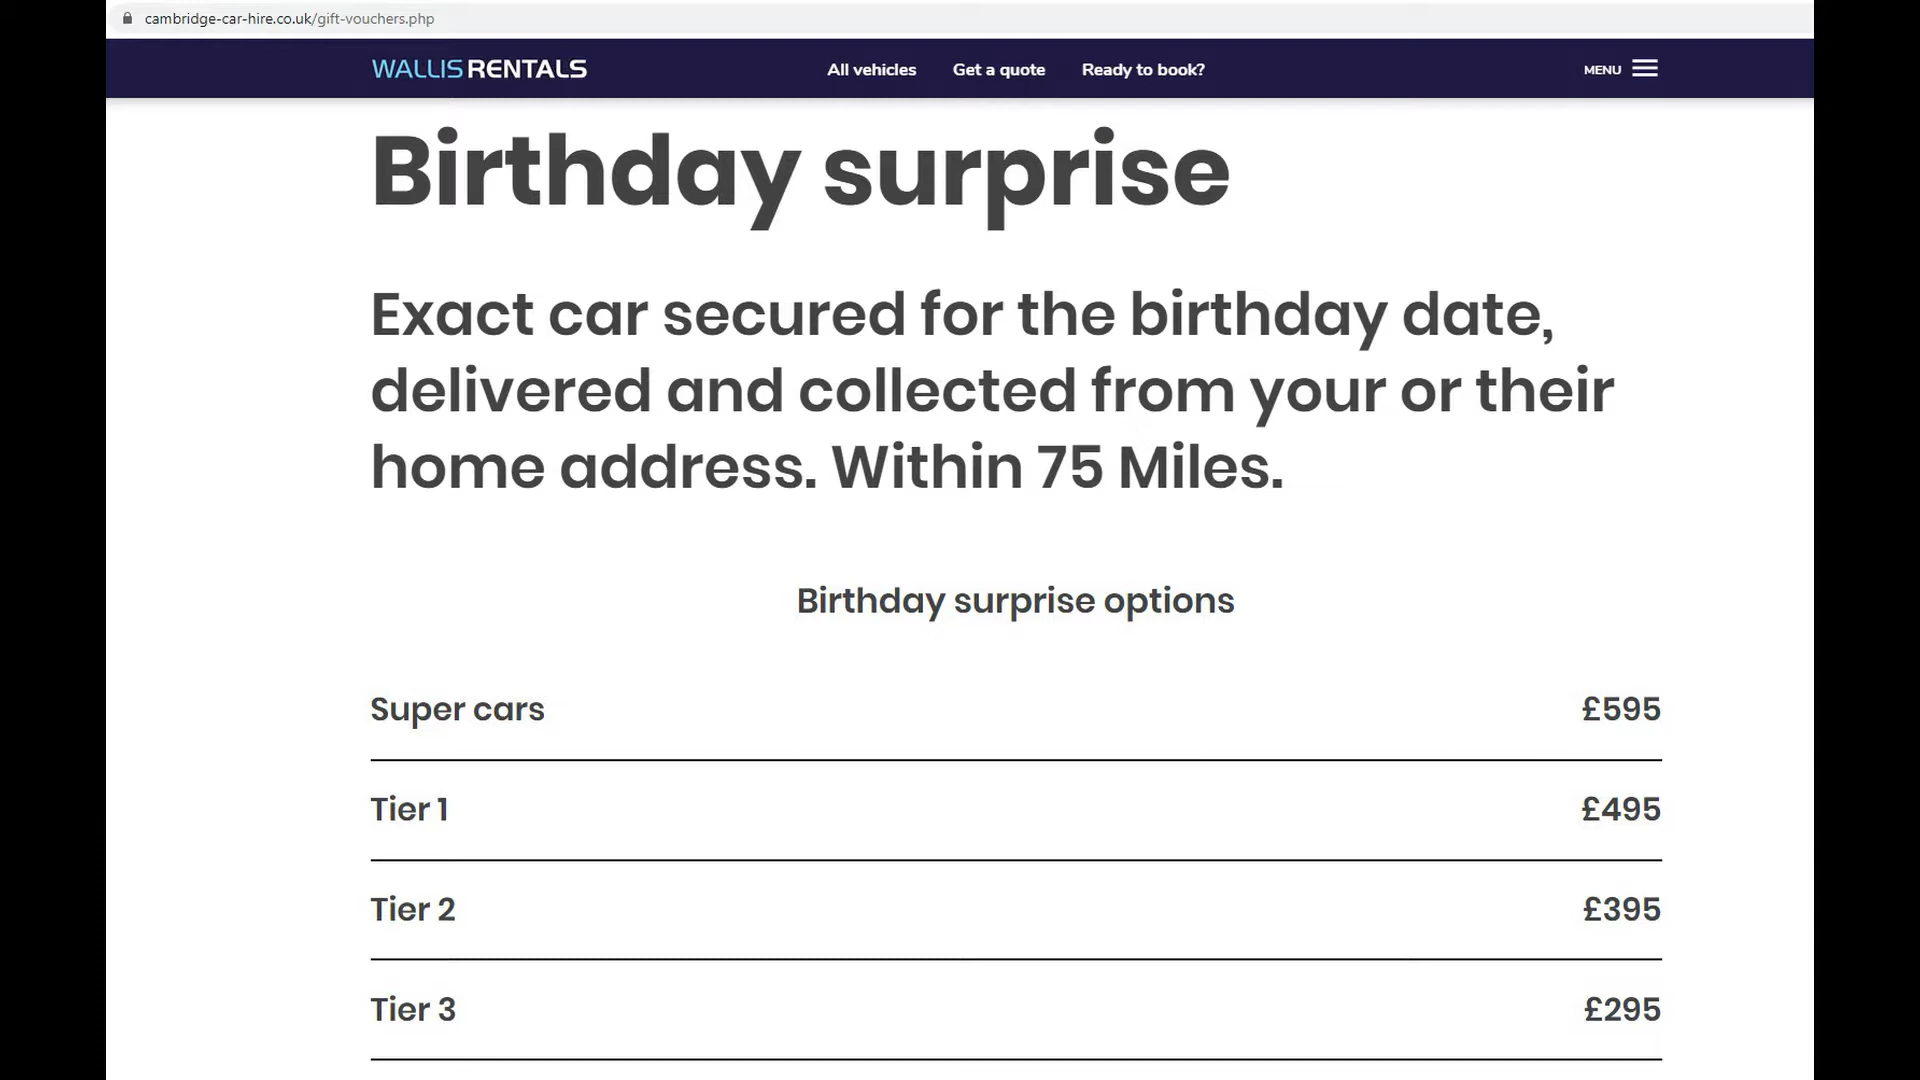 cambridge-car-hire.co.uk/gift-vouchers.php
WALLIS RENTALS All vehicles Get a quote Ready to book? MENU
Birthday surprise
Exact car secured for the birthday date,
delivered and collected from your or their
home address. Within 75 Miles.
Birthday surprise options
Super cars £595
Tier 1 £495
Tier 2 £395
Tier 3 £295